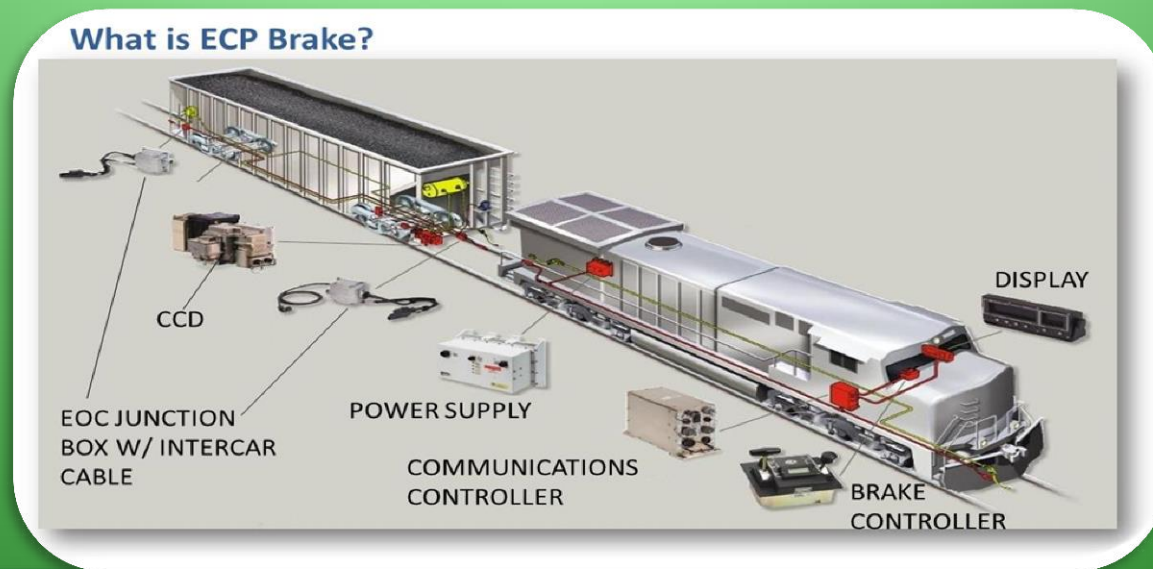 What is ECP Brake?
DISPLAY
CCD
EOC JUNCTION
BOX W/ INTERCAR
CABLE
POWER SUPPLY
COMMUNICATIONS
CONTROLLER
BRAKE
CONTROLLER